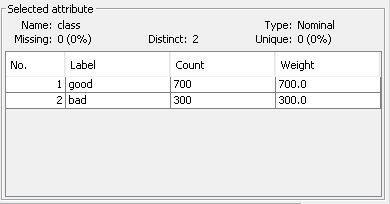 Selected attribute
Name: class Type: Nominal
Missing: 0 (0%) Distinct: 2 Unique: 0 (0%)
No. Label Count Weight
1 good 700 700.0
2 bad 300 300.0